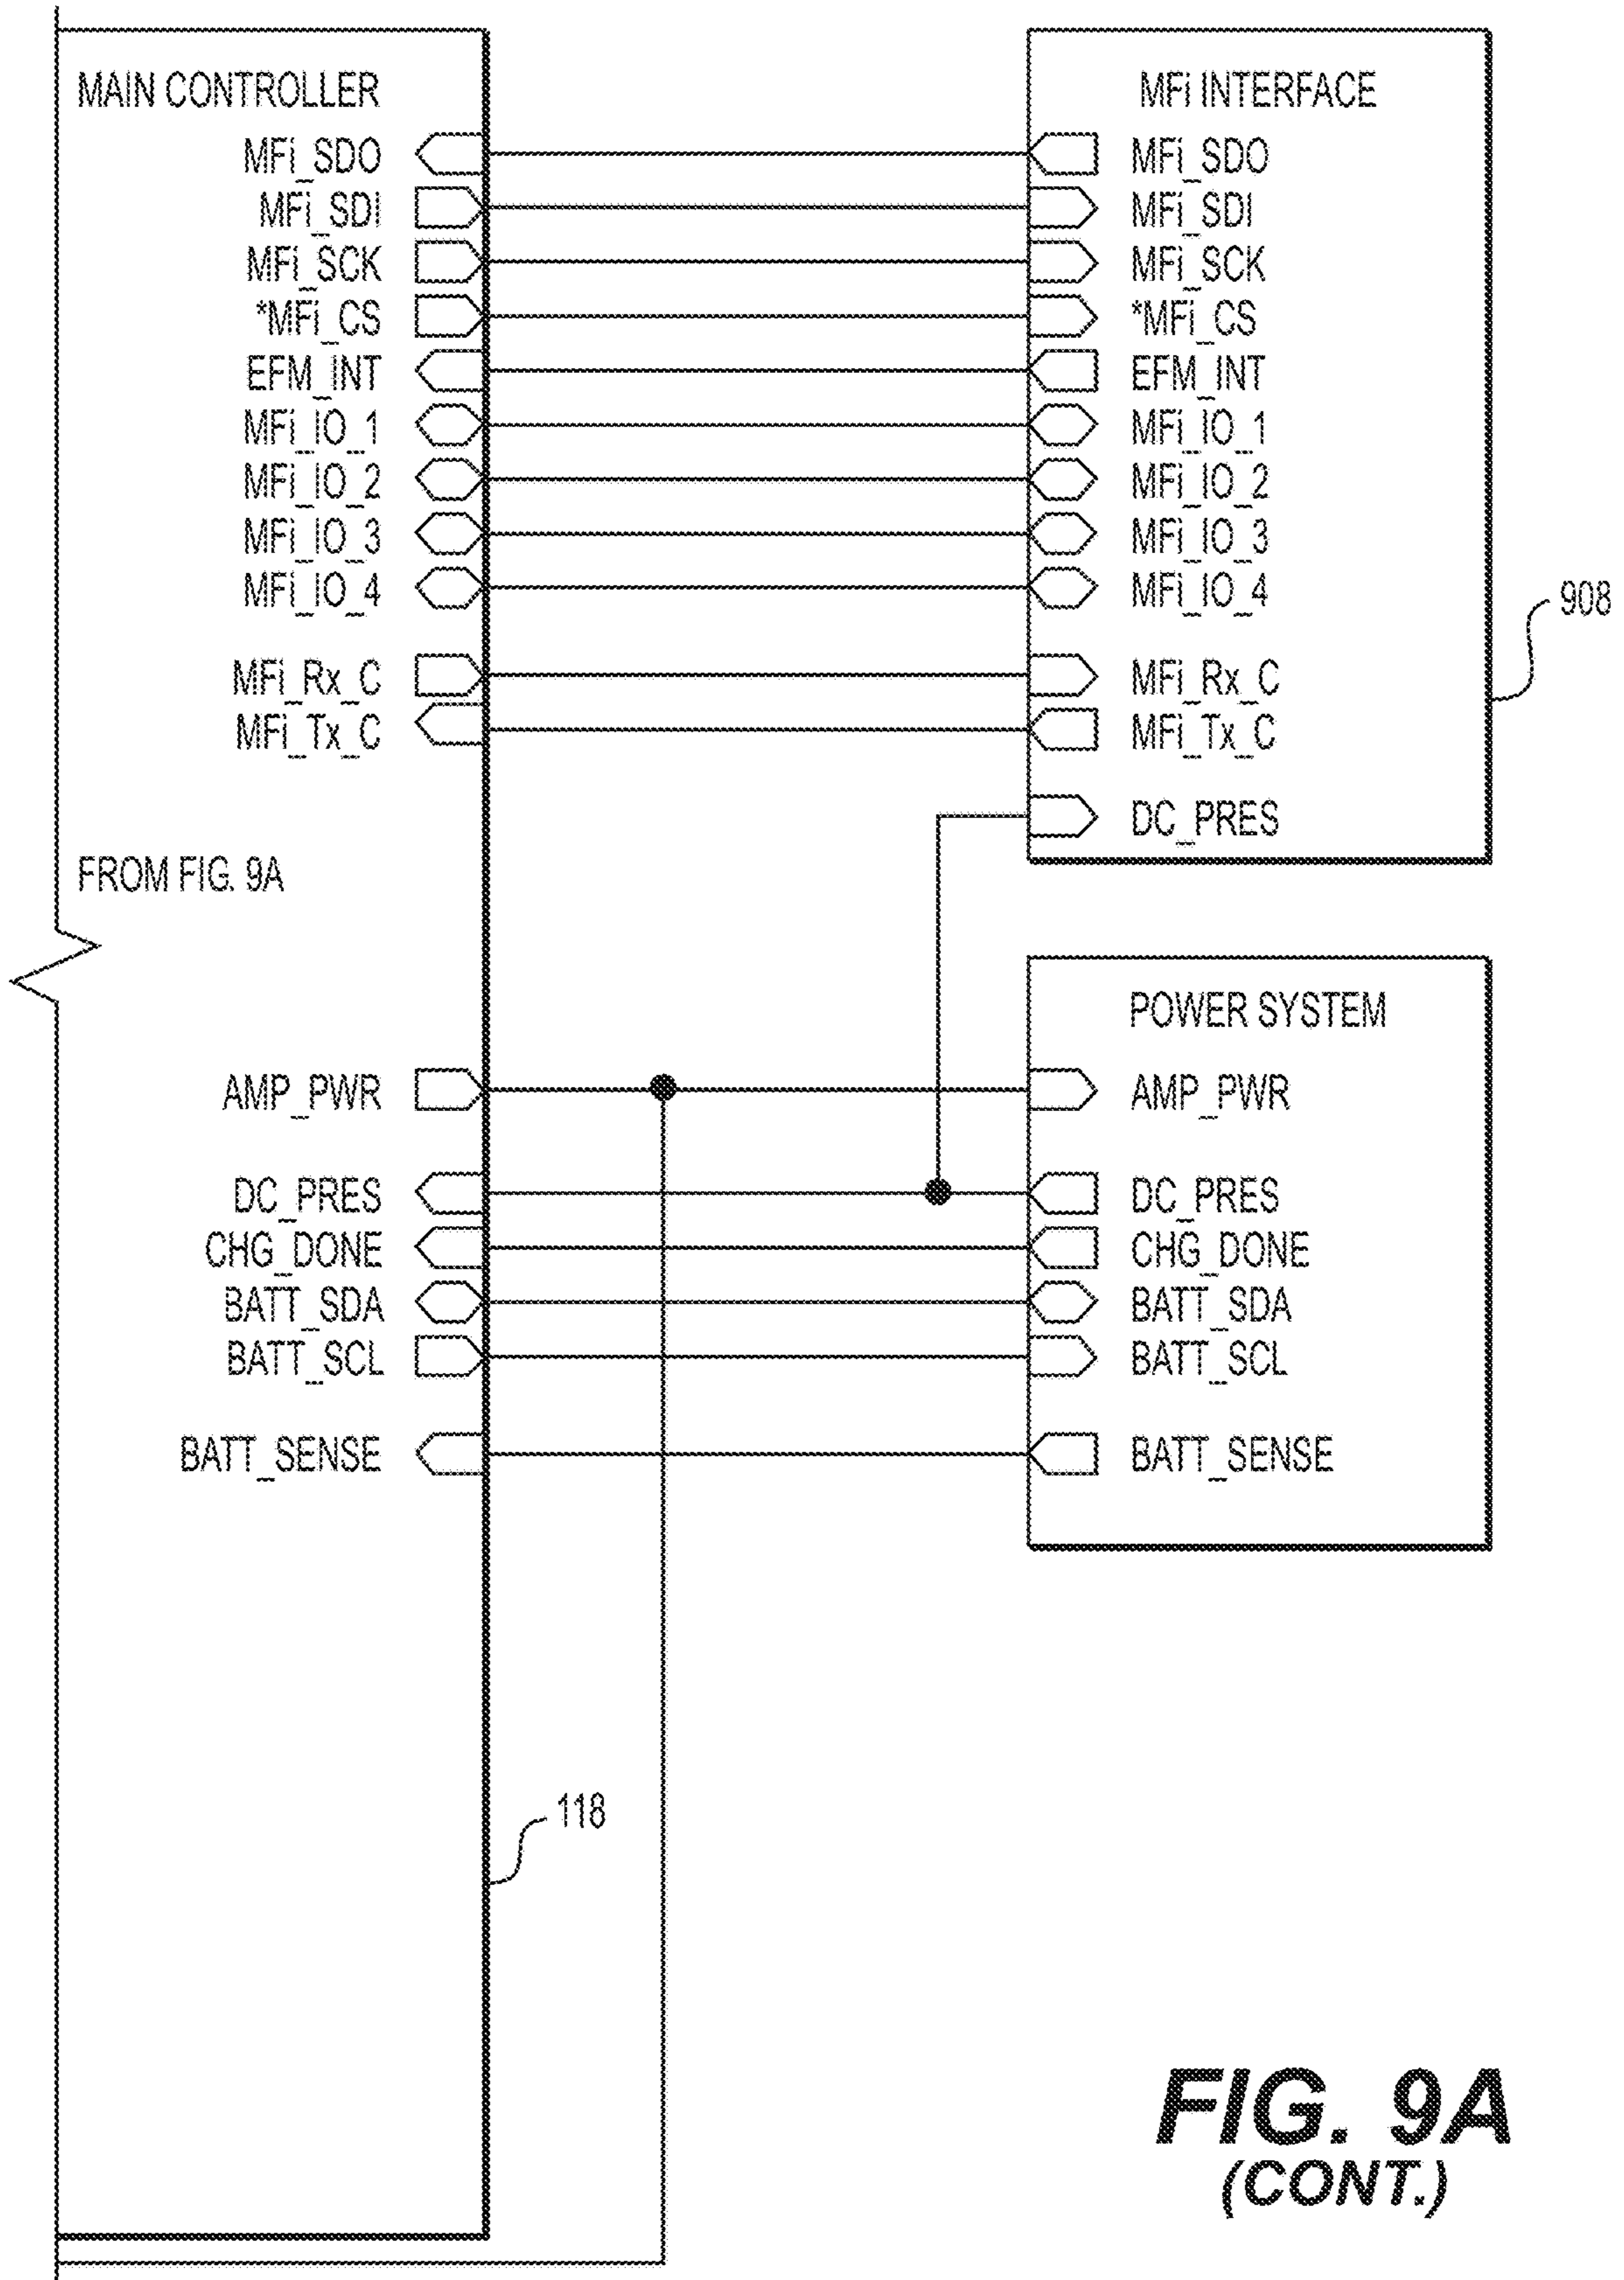 MAIN CONTROLLER
MFi_SDO
MFi_SDI
MFi_SCK
*MFi_CS
EFM_INT
MFi_IO_1
MFi_IO_2
MFi_IO_3
MFi_IO_4
MFi_Rx_C
MFi_Tx_C
FROM FIG. 9A
AMP_PWR
DC_PRES
CHG_DONE
BATT_SDA
BATT_SCL
BATT_SENSE
118
MFi INTERFACE
MFi_SDO
MFi_SDI
MFi_SCK
*MFi_CS
EFM_INT
MFi_IO_1
MFi_IO_2
MFi_IO_3
MFi_IO_4
MFi_Rx_C
MFi_Tx_C
DC_PRES
908
POWER SYSTEM
AMP_PWR
DC_PRES
CHG_DONE
BATT_SDA
BATT_SCL
BATT_SENSE
FIG. 9A
(CONT.)